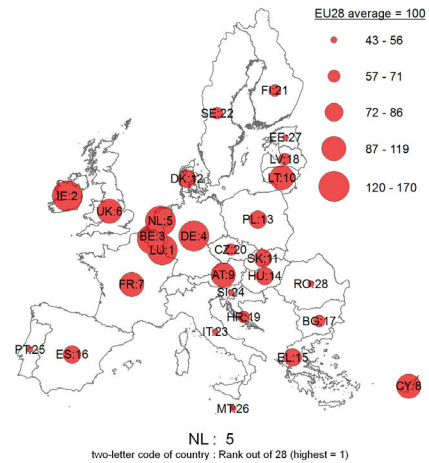 EU28 average = 100
43 - 56
57 - 71
72 - 86
87 - 119
120 - 170
FI:21
SE:22
EE:27
LV:18
DK:12
LT:10
IE:2
UK:6
NL:5
PL:13
BE:3
DE:4
LU:1
CZ:20
SK:11
AT:9
HU:14
FR:7
RO:28
SI:24
HR:19
BG:17
IT:23
PT:25
ES:16
EL:15
CY:8
MT:26
NL : 5
two-letter code of country : Rank out of 28 (highest = 1)